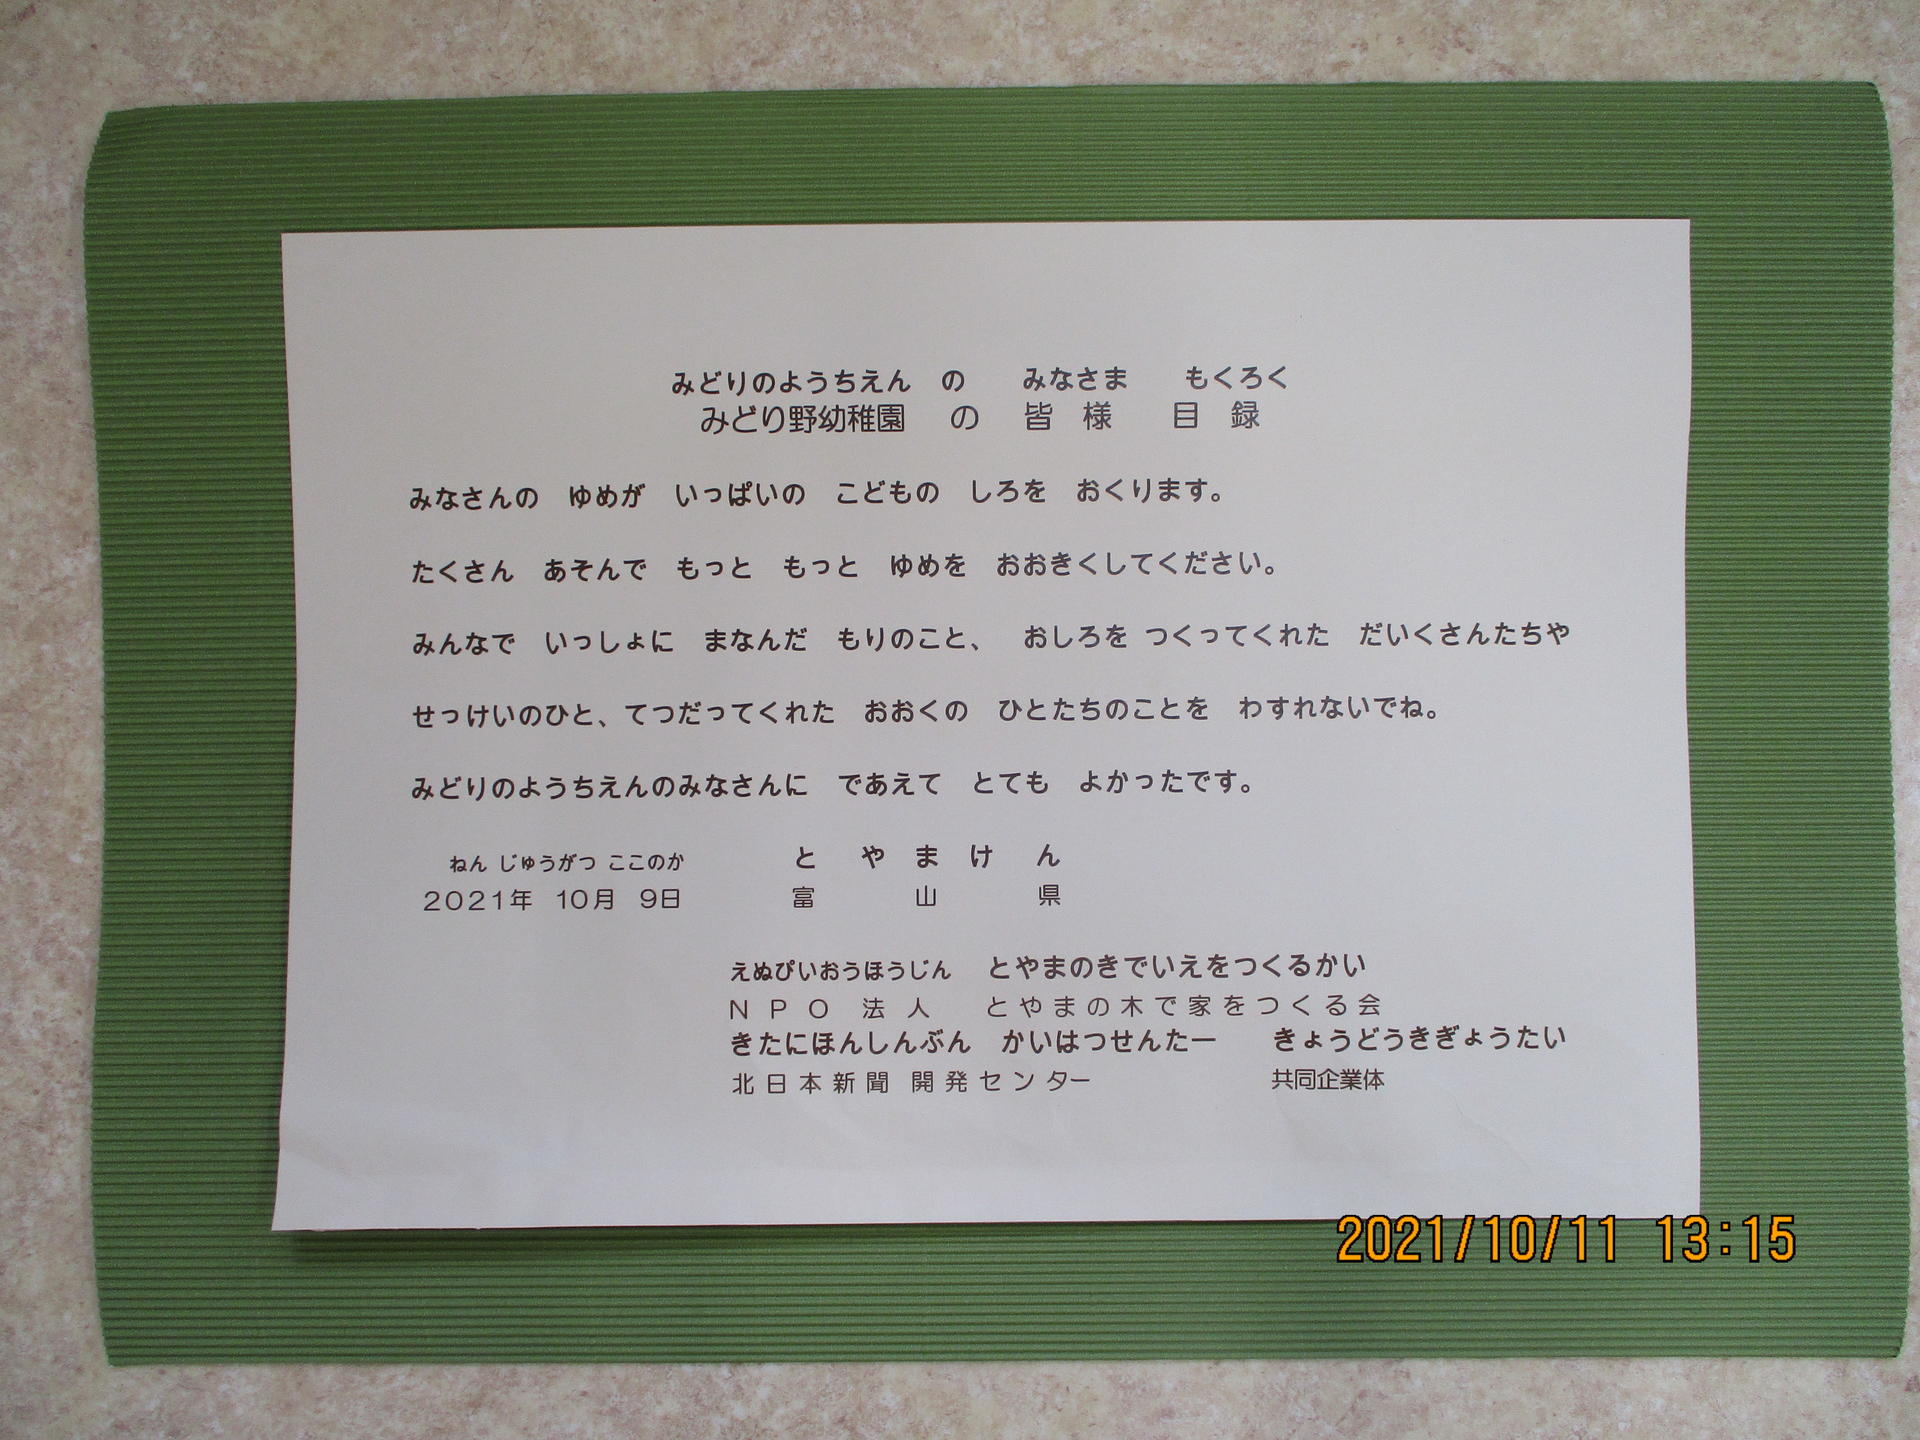 みどりのようちえん の みなさま もくろく
みどり野幼稚園 の 皆 様 目 録
みなさんの ゆめが いっぱいの こどもの しろを おくります。
たくさん あそんで もっと もっと ゆめを おおきくしてください。
みんなで いっしょに まなんだ もりのこと、 おしろを つくってくれた だいくさんたちや
せっけいのひと、てつだってくれた おおくの ひとたちのことを わすれないでね。
みどりのようちえんのみなさんに であえて とても よかったです。
ねん じゅうがつ ここのか と や ま け ん
2021年 10月 9日 富 山 県
えぬぴいおうほうじん とやまのきでいえをつくるかい
N P O 法 人 と や ま の 木 で 家 を つ く る 会
きたにほんしんぶん かいはつせんたー きょうどうきぎょうたい
北 日 本 新 聞 開 発 セ ン タ ー 共同企業体
2021/10/11 13:15